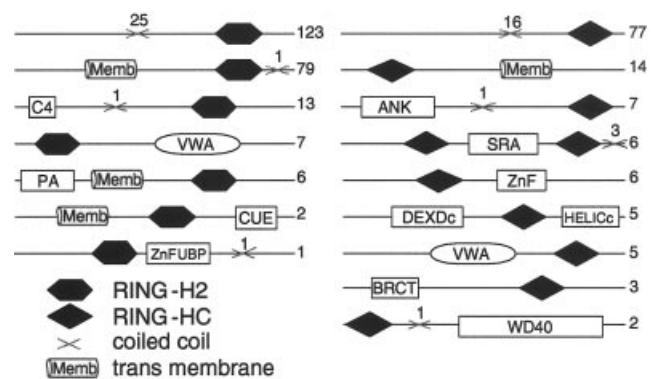 25
123
1
Memb
79
C4
1
13
VWA
7
PA
Memb
6
Memb
CUE
2
ZnFUBP
1
1
RING-H2
RING-HC
coiled coil
Memb
trans membrane
16
77
Memb
14
ANK
1
7
SRA
3
6
ZnF
6
DEXDc
HELICc
5
VWA
5
BRCT
3
1
WD40
2